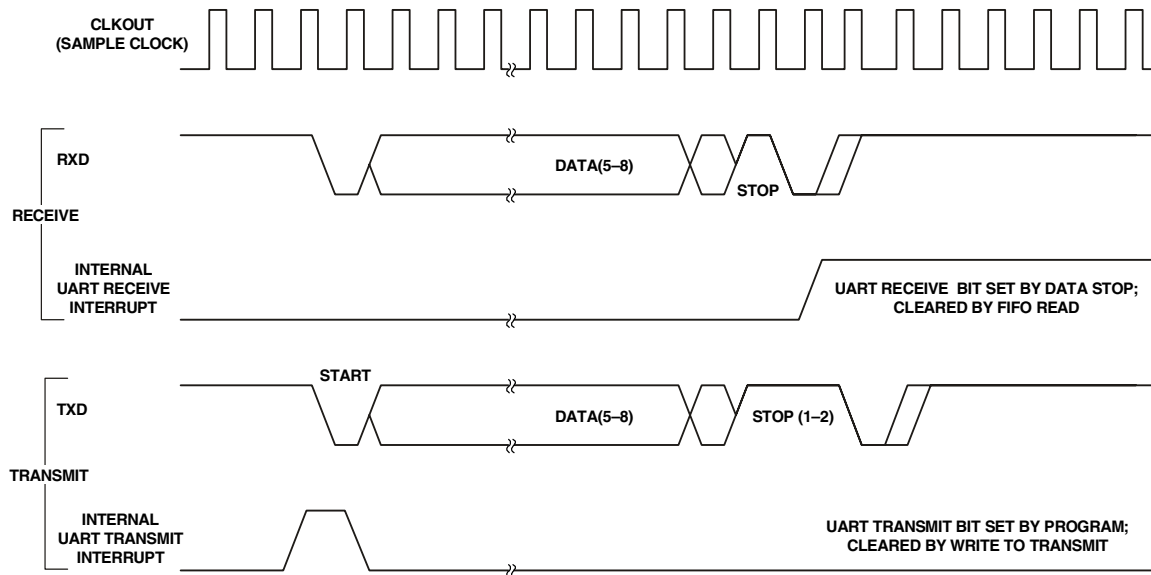 CLKOUT
(SAMPLE CLOCK)
RXD
DATA(5–8)
STOP
RECEIVE
INTERNAL
UART RECEIVE
INTERRUPT
UART RECEIVE BIT SET BY DATA STOP;
CLEARED BY FIFO READ
START
TXD
DATA(5–8)
STOP (1–2)
TRANSMIT
INTERNAL
UART TRANSMIT
INTERRUPT
UART TRANSMIT BIT SET BY PROGRAM;
CLEARED BY WRITE TO TRANSMIT